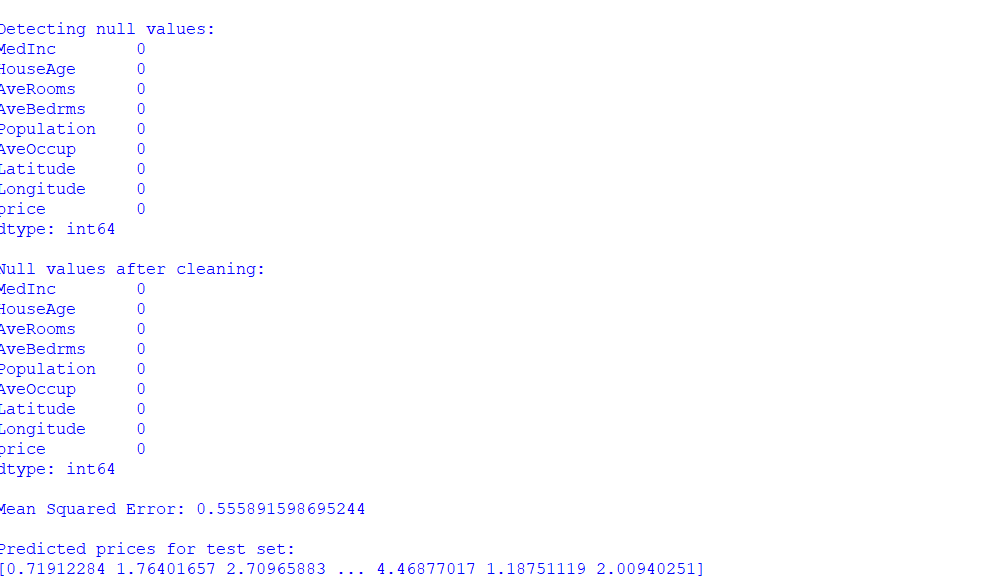 Detecting null values:
MedInc        0
HouseAge      0
AveRooms      0
AveBedrms     0
Population    0
AveOccup      0
Latitude      0
Longitude     0
price         0
dtype: int64
Null values after cleaning:
MedInc        0
HouseAge      0
AveRooms      0
AveBedrms     0
Population    0
AveOccup      0
Latitude      0
Longitude     0
price         0
dtype: int64
Mean Squared Error: 0.555891598695244
Predicted prices for test set:
[0.71912284 1.76401657 2.70965883 ... 4.46877017 1.18751119 2.00940251]